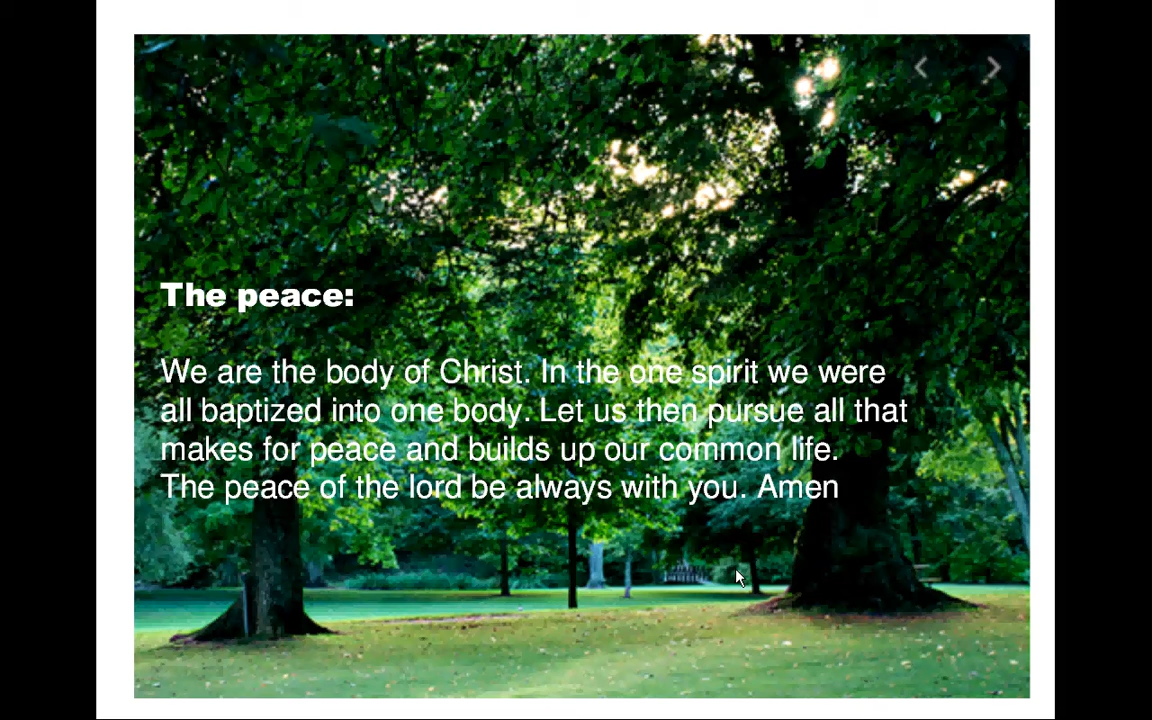 The peace:
We are the body of Christ. In the one spirit we were
all baptized into one body. Let us then pursue all that
makes for peace and builds up our common life.
The peace of the lord be always with you. Amen